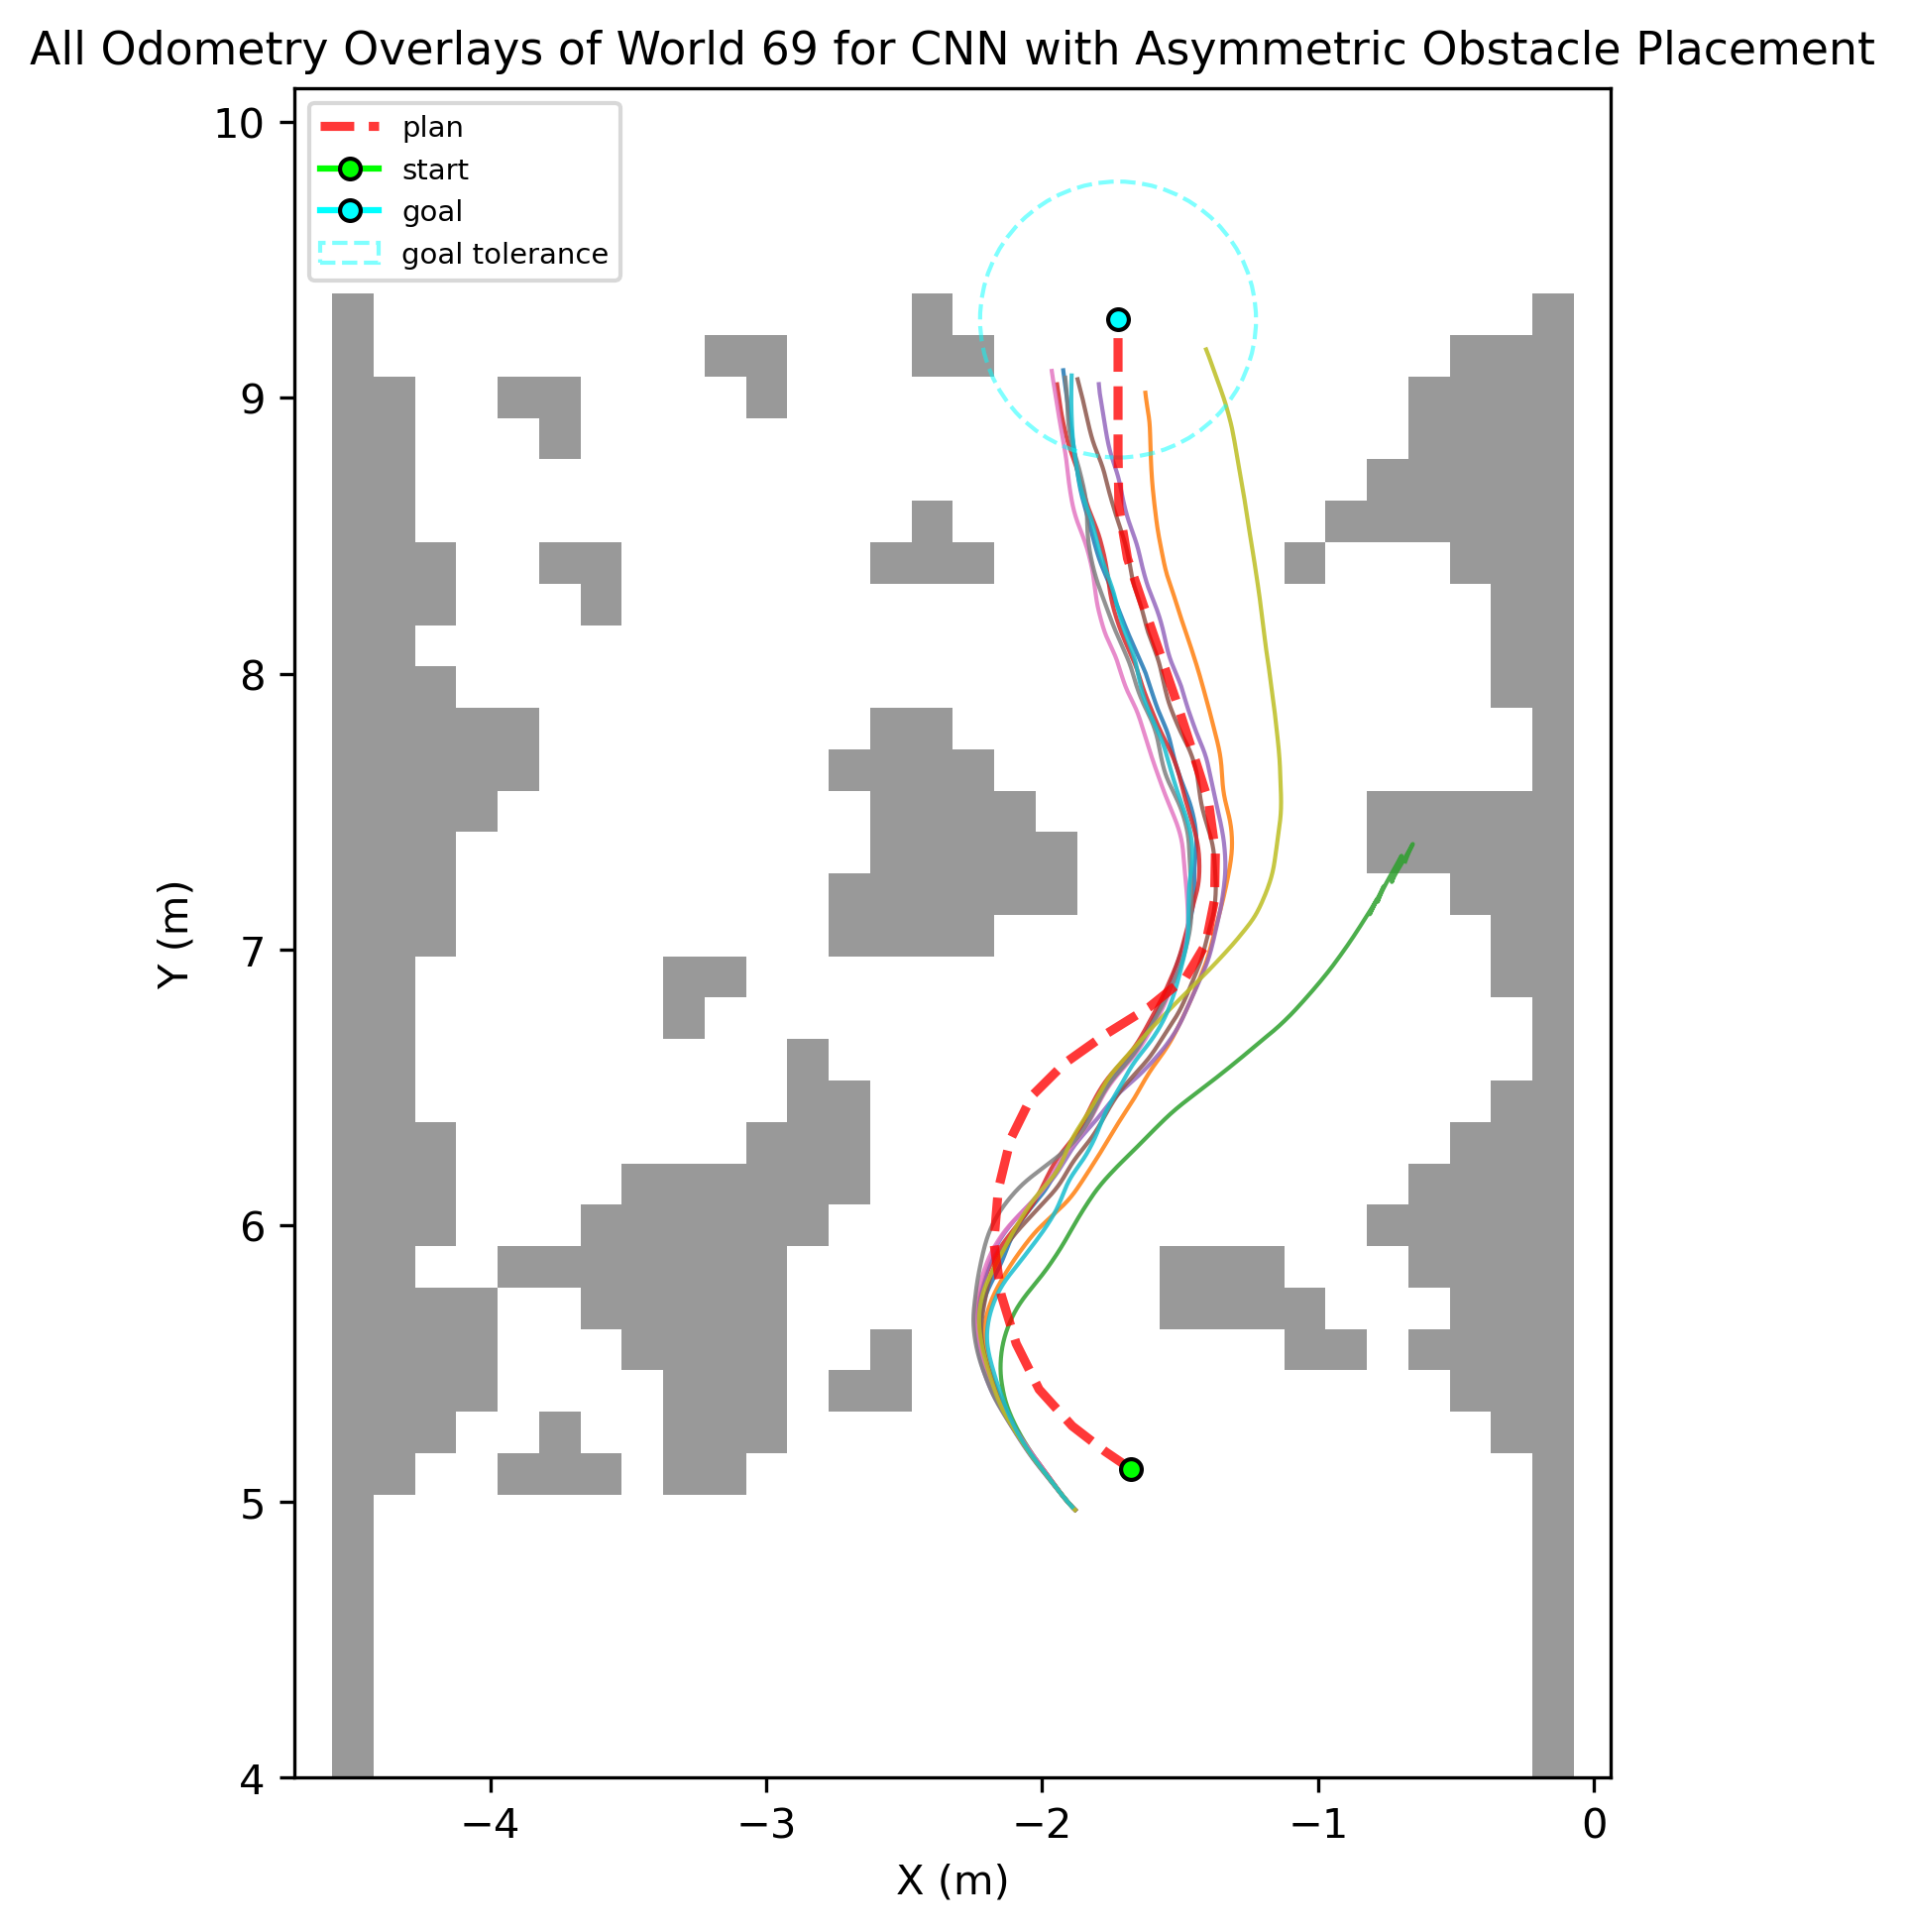 All Odometry Overlays of World 69 for CNN with Asymmetric Obstacle Placement
plan
start
goal
goal tolerance
10
9
8
7
6
5
4
Y (m)
−4
−3
−2
−1
0
X (m)